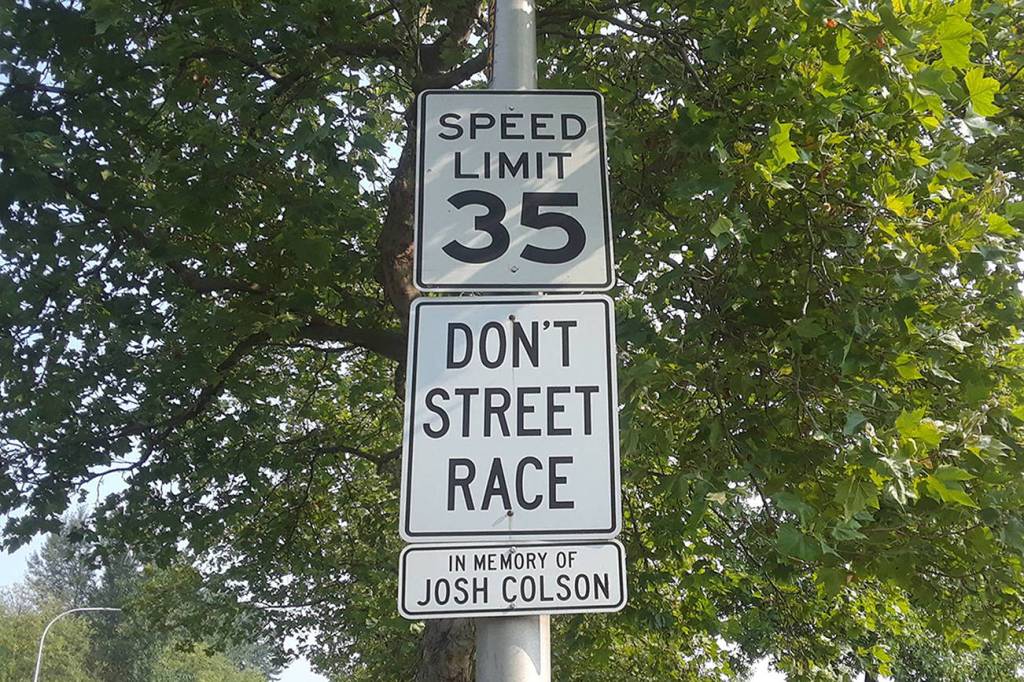 SPEED
LIMIT
35
DON'T
STREET
RACE
IN MEMORY OF
JOSH COLSON